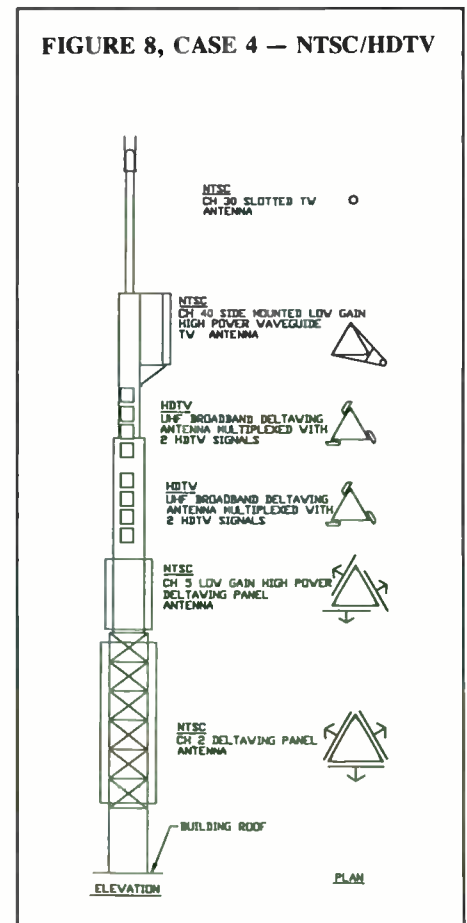 FIGURE 8, CASE 4 — NTSC/HDTV
NTSC
CH 30 SLOTTED TV
ANTENNA
NTSC
CH 40 SIDE MOUNTED LOW GAIN
HIGH POWER WAVEGUIDE
TV ANTENNA
HDTV
UHF BROADBAND DELTAWING
ANTENNA MULTIPLEXED WITH
2 HDTV SIGNALS
HDTV
UHF BROADBAND DELTAWING
ANTENNA MULTIPLEXED WITH
2 HDTV SIGNALS
NTSC
CH 5 LOW GAIN HIGH POWER
DELTAWING PANEL
ANTENNA
NTSC
CH 2 DELTAWING PANEL
ANTENNA
BUILDING ROOF
ELEVATION
PLAN